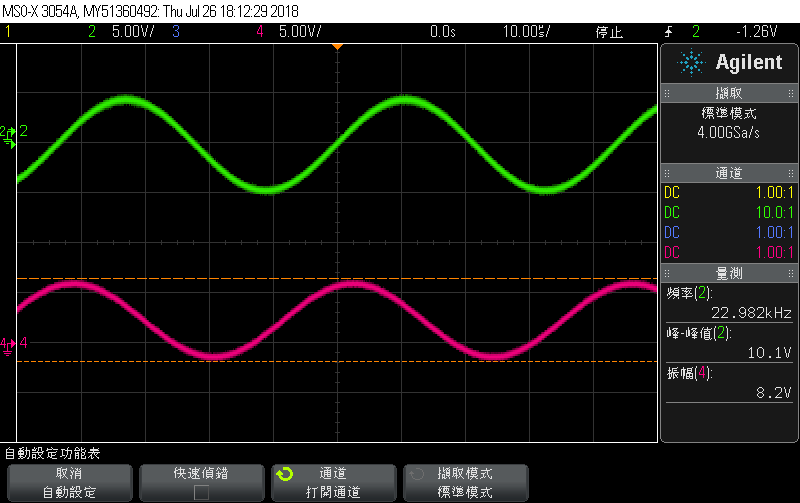 MSO-X 3054A, MY51360492: Thu Jul 26 18:12:29 2018
1 2 5.00V/ 3 4 5.00V/ 0.0s 10.00us/ 停止 2 -1.26V
Agilent
擷取
標準模式
4.00GSa/s
通道
DC 1.00:1
DC 10.0:1
DC 1.00:1
DC 1.00:1
量測
頻率(2):
22.982kHz
峰-峰值(2):
10.1V
振幅(4):
8.2V
2 2
4 4
自動設定功能表
取消
自動設定
快速偵錯
通道
打開通道
擷取模式
標準模式